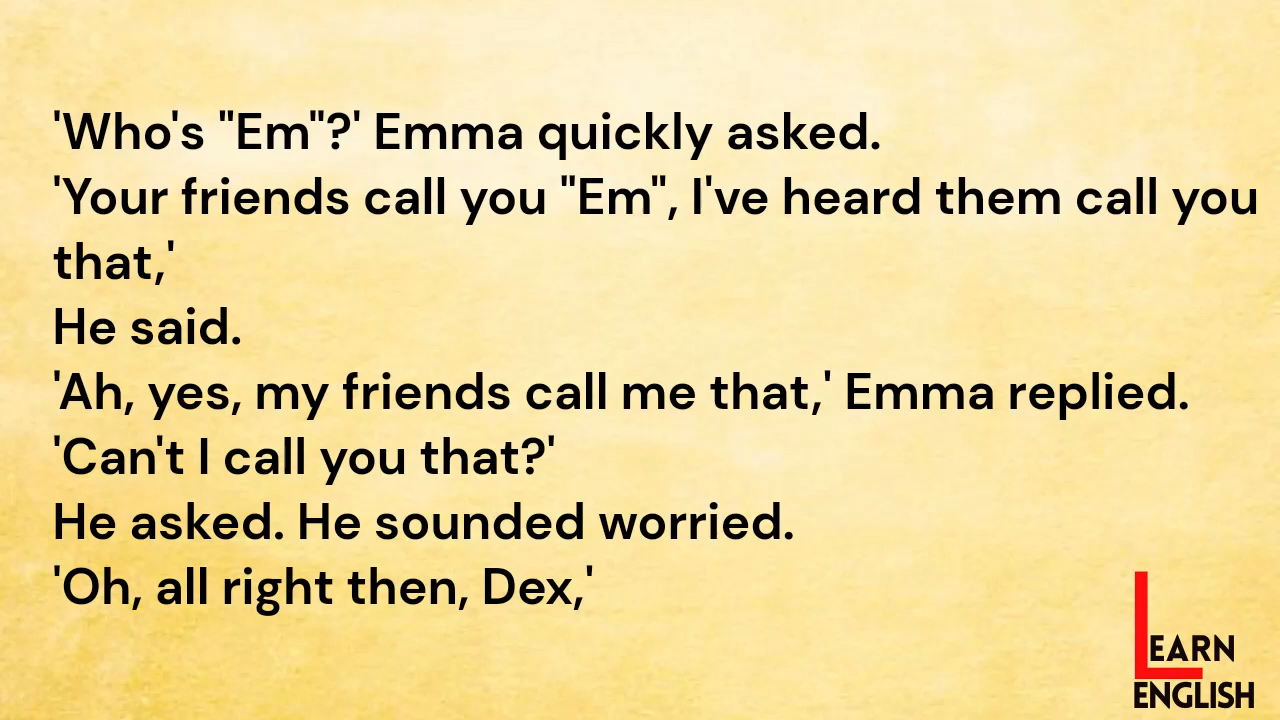 'Who's "Em"?' Emma quickly asked.
'Your friends call you "Em", I've heard them call you
that,'
He said.
'Ah, yes, my friends call me that,' Emma replied.
'Can't I call you that?'
He asked. He sounded worried.
'Oh, all right then, Dex,'
LEARN
ENGLISH